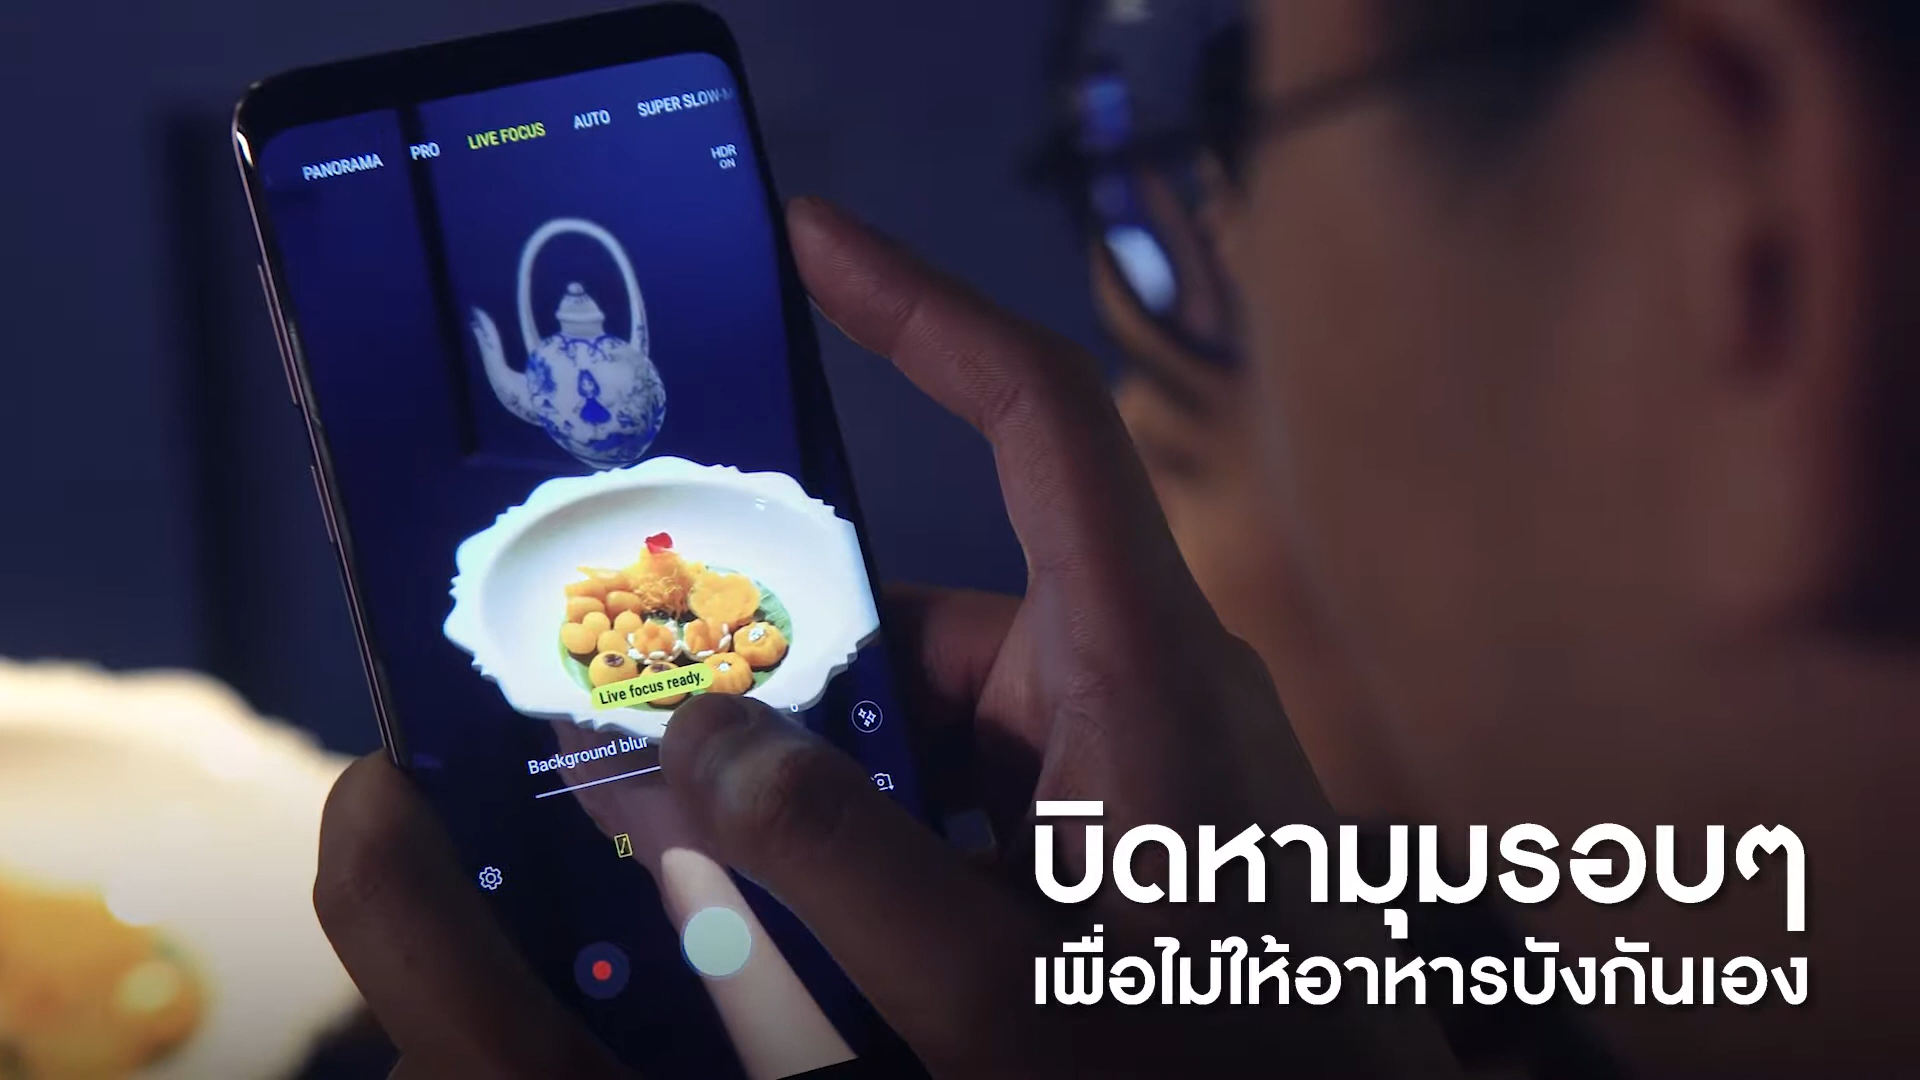 PANORAMA PRO LIVE FOCUS AUTO SUPER SLOW-M
HDR
ON
Live focus ready.
Background blur
บิดหามุมรอบๆ
เพื่อไม่ให้อาหารบังกันเอง